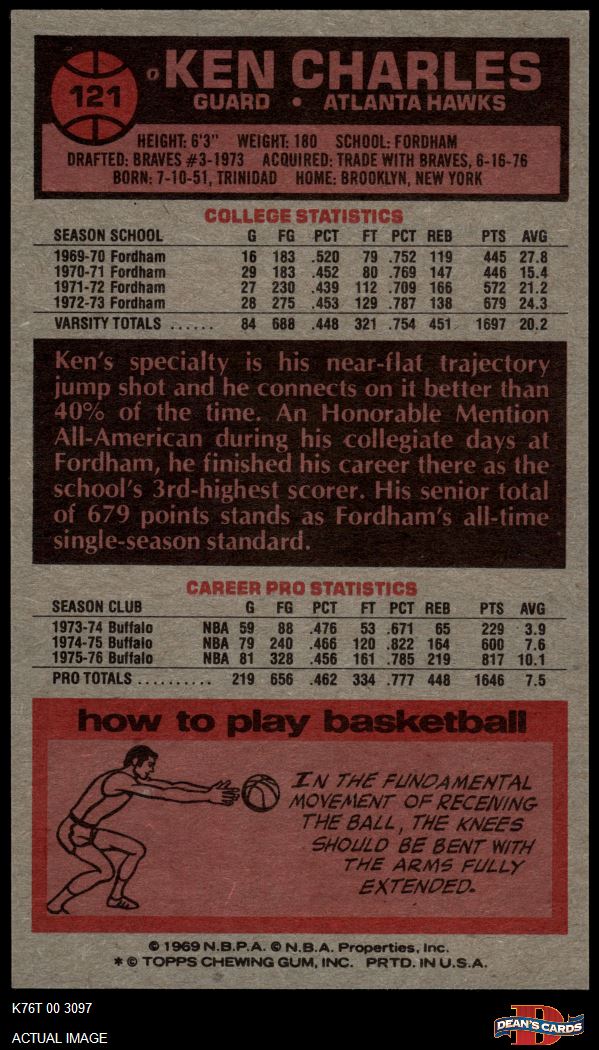 121
KEN CHARLES
GUARD • ATLANTA HAWKS
HEIGHT: 6'3" WEIGHT: 180 SCHOOL: FORDHAM
DRAFTED: BRAVES #3-1973 ACQUIRED: TRADE WITH BRAVES, 6-16-76
BORN: 7-10-51, TRINIDAD HOME: BROOKLYN, NEW YORK
COLLEGE STATISTICS
SEASON SCHOOL G FG PCT FT PCT REB PTS AVG
1969-70 Fordham 16 183 .520 79 .752 119 445 27.8
1970-71 Fordham 29 183 .452 80 .769 147 446 15.4
1971-72 Fordham 27 230 .439 112 .709 166 572 21.2
1972-73 Fordham 28 275 .453 129 .787 138 679 24.3
VARSITY TOTALS ...... 84 688 .448 321 .754 451 1697 20.2
Ken's specialty is his near-flat trajectory
jump shot and he connects on it better than
40% of the time. An Honorable Mention
All-American during his collegiate days at
Fordham, he finished his career there as the
school's 3rd-highest scorer. His senior total
of 679 points stands as Fordham's all-time
single-season standard.
CAREER PRO STATISTICS
SEASON CLUB G FG PCT FT PCT REB PTS AVG
1973-74 Buffalo NBA 59 88 .476 53 .671 65 229 3.9
1974-75 Buffalo NBA 79 240 .466 120 .822 164 600 7.6
1975-76 Buffalo NBA 81 328 .456 161 .785 219 817 10.1
PRO TOTALS .......... 219 656 .462 334 .777 448 1646 7.5
how to play basketball
IN THE FUNDAMENTAL
MOVEMENT OF RECEIVING
THE BALL, THE KNEES
SHOULD BE BENT WITH
THE ARMS FULLY
EXTENDED.
© 1969 N.B.P.A. © N.B.A. Properties, Inc.
* © TOPPS CHEWING GUM, INC. PRTD. IN U.S.A.
K76T 00 3097
ACTUAL IMAGE
D
DEAN'S CARDS